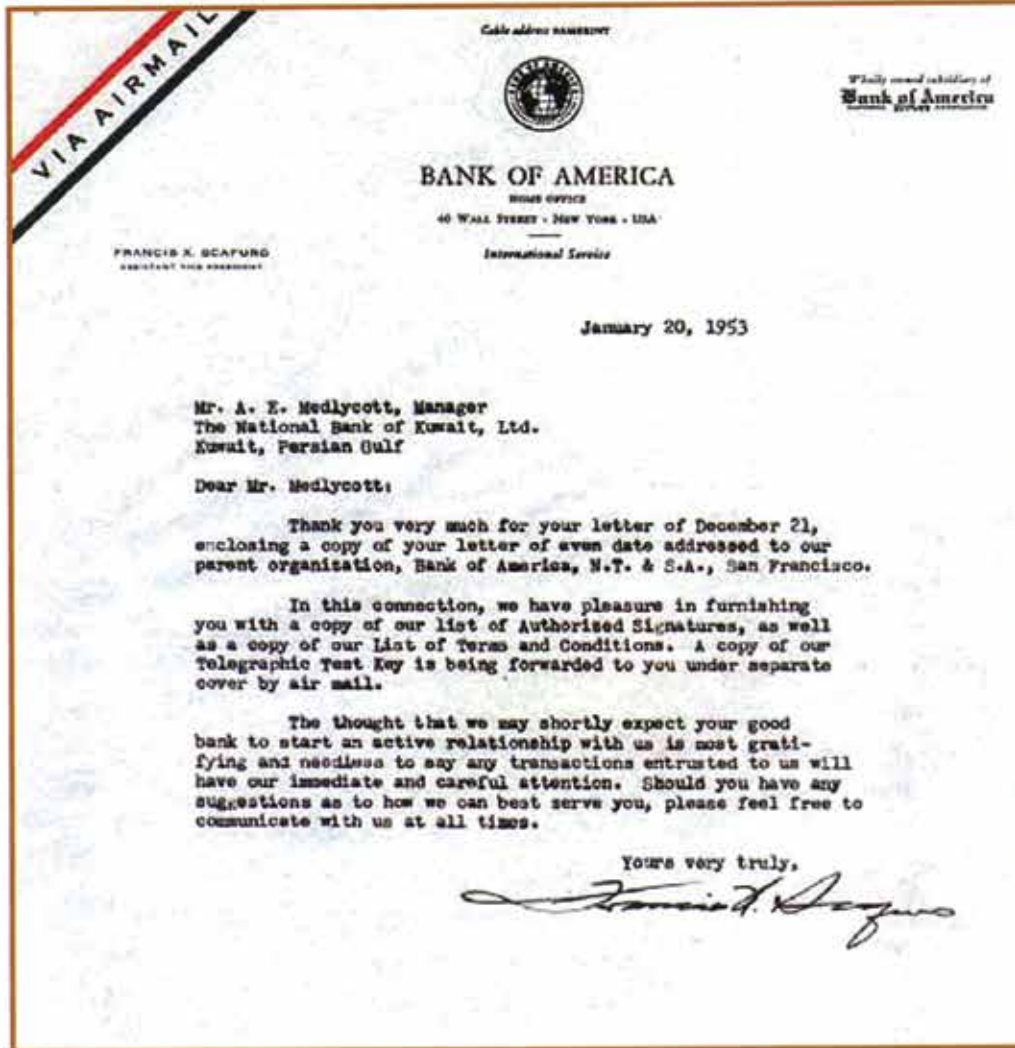 VIA AIRMAIL
Cable address BAMERINT
BANK OF AMERICA
Wholly owned subsidiary of
Bank of America
BANK OF AMERICA
HOME OFFICE
40 WALL STREET - NEW YORK - USA
International Service
FRANCIS X. SCAFURO
ASSISTANT VICE PRESIDENT
January 20, 1953
Mr. A. E. Medlycott, Manager
The National Bank of Kuwait, Ltd.
Kuwait, Persian Gulf
Dear Mr. Medlycott:
Thank you very much for your letter of December 21,
enclosing a copy of your letter of even date addressed to our
parent organization, Bank of America, N.T. & S.A., San Francisco.
In this connection, we have pleasure in furnishing
you with a copy of our list of Authorized Signatures, as well
as a copy of our List of Terms and Conditions. A copy of our
Telegraphic Test Key is being forwarded to you under separate
cover by air mail.
The thought that we may shortly expect your good
bank to start an active relationship with us is most grati-
fying and needless to say any transactions entrusted to us will
have our immediate and careful attention. Should you have any
suggestions as to how we can best serve you, please feel free to
communicate with us at all times.
Yours very truly,
Francis X. Scafuro